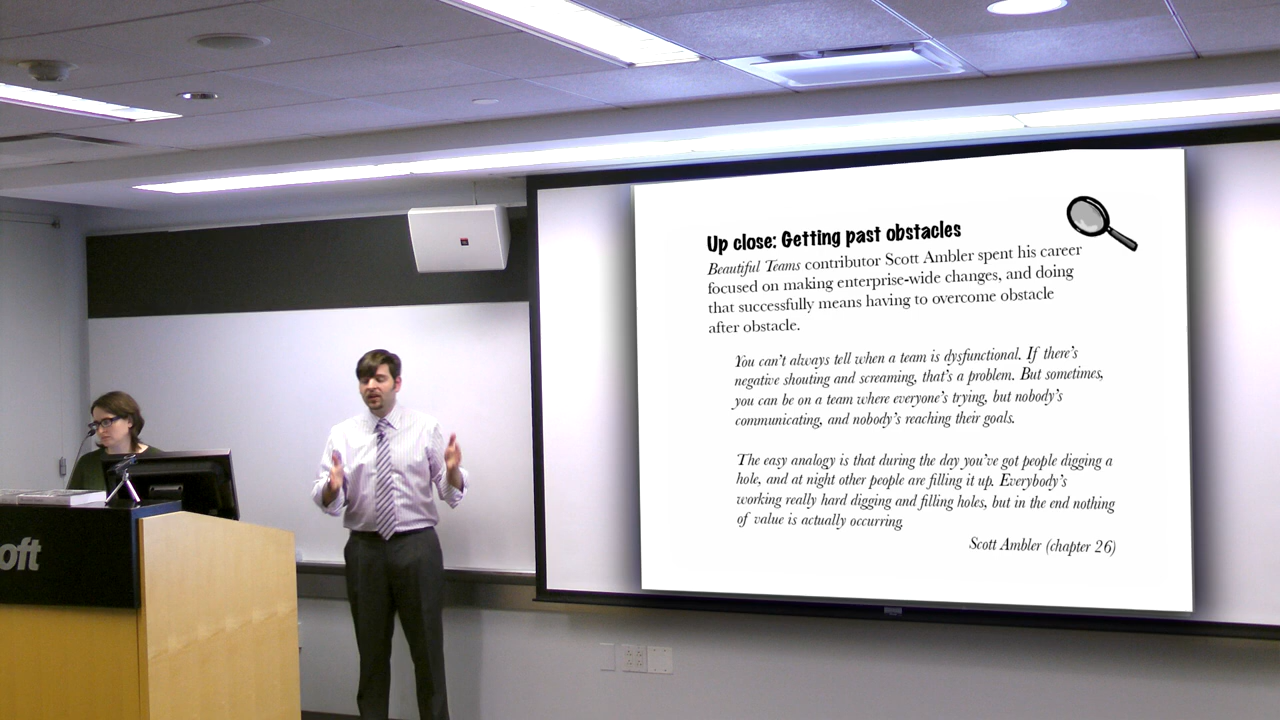 Up close: Getting past obstacles
Beautiful Teams contributor Scott Ambler spent his career
focused on making enterprise-wide changes, and doing
that successfully means having to overcome obstacle
after obstacle.
You can't always tell when a team is dysfunctional. If there's
negative shouting and screaming, that's a problem. But sometimes,
you can be on a team where everyone's trying, but nobody's
communicating, and nobody's reaching their goals.
The easy analogy is that during the day you've got people digging a
hole, and at night other people are filling it up. Everybody's
working really hard digging and filling holes, but in the end nothing
of value is actually occurring
Scott Ambler (chapter 26)
oft